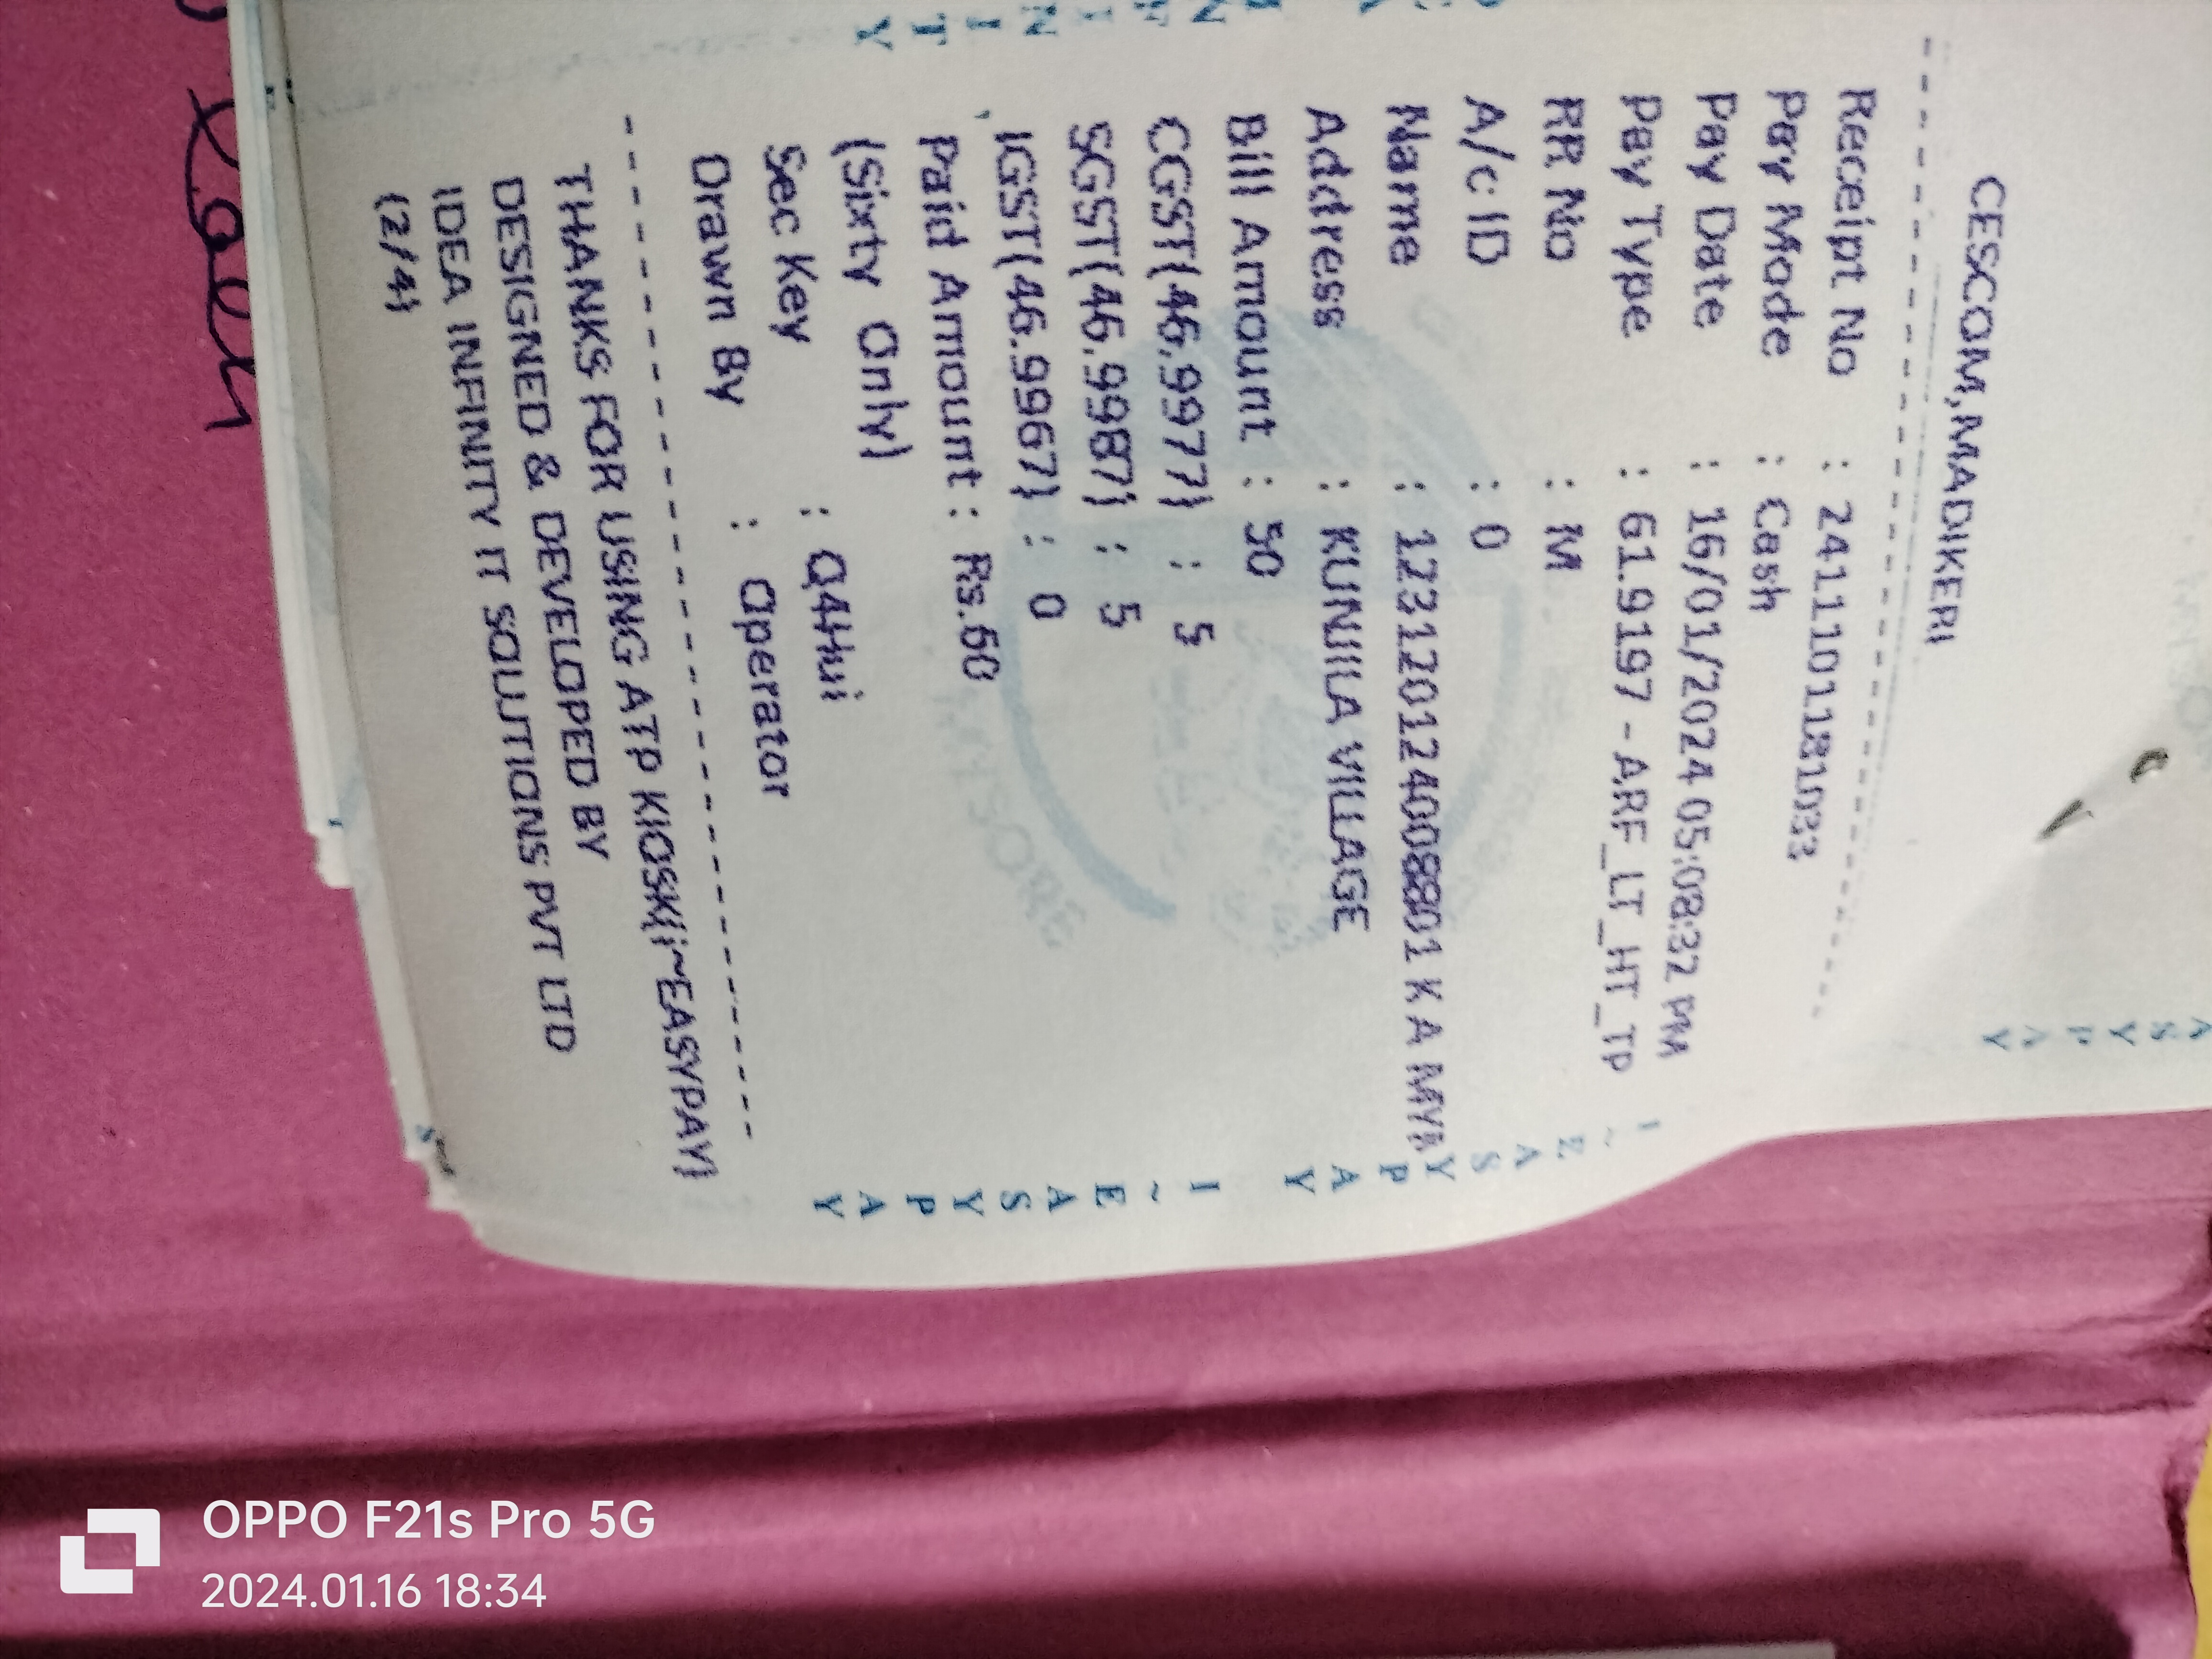 CESCOM,MADIKERI
Receipt No : 2411101181033
Pay Mode : Cash
Pay Date : 16/01/2024 05:08:32 PM
Pay Type : 61.9197 - ARF_LT_HT_TP
RR No : M
A/c ID : 0
Name : 123120124008801 K A MYN
Address : KUNJILA VILLAGE
Bill Amount : 50
CGST(46.9977) : 5
SGST(46.9987) : 5
IGST(46.9967) : 0
Paid Amount : Rs.60
(Sixty Only)
Sec Key : Q4Hui
Drawn By : Operator
THANKS FOR USING ATP KIOSK(i~EASYPAY)
DESIGNED & DEVELOPED BY
IDEA INFINITY IT SOLUTIONS PVT LTD
(2/4)
I~EASYPAY
I~EASYPAY
ASYPAY
OPPO F21s Pro 5G
2024.01.16 18:34